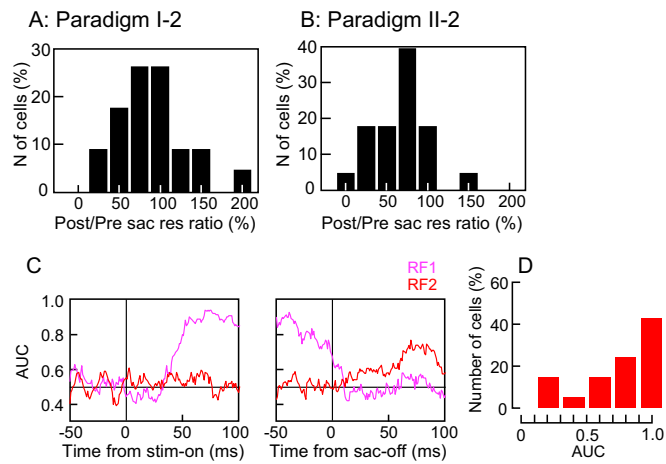 A: Paradigm I-2
B: Paradigm II-2
N of cells (%)
30
20
10
0
0 50 100 150 200
Post/Pre sac res ratio (%)
N of cells (%)
40
30
20
10
0
0 50 100 150 200
Post/Pre sac res ratio (%)
C
RF1
RF2
AUC
1.0
0.8
0.6
0.4
-50 0 50 100
Time from stim-on (ms)
-50 0 50 100
Time from sac-off (ms)
D
Number of cells (%)
60
40
20
0
0 0.5 1.0
AUC